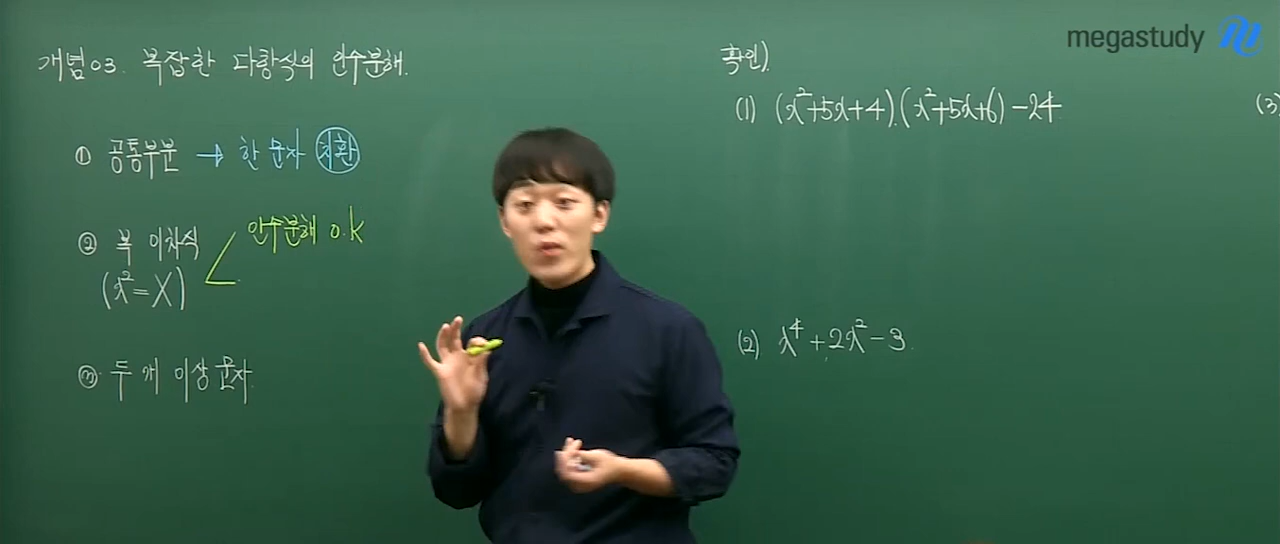 megastudy
개념 03. 복잡한 다항식의 인수분해.
① 공통부분 → 한 문자 치환
② 복이차식 인수분해 o.k
(x²=X)
③ 두 개 이상 문자
확인).
(1) (x²+5x+4)(x²+5x+6)-24
(2) x⁴+2x²-3
(3)